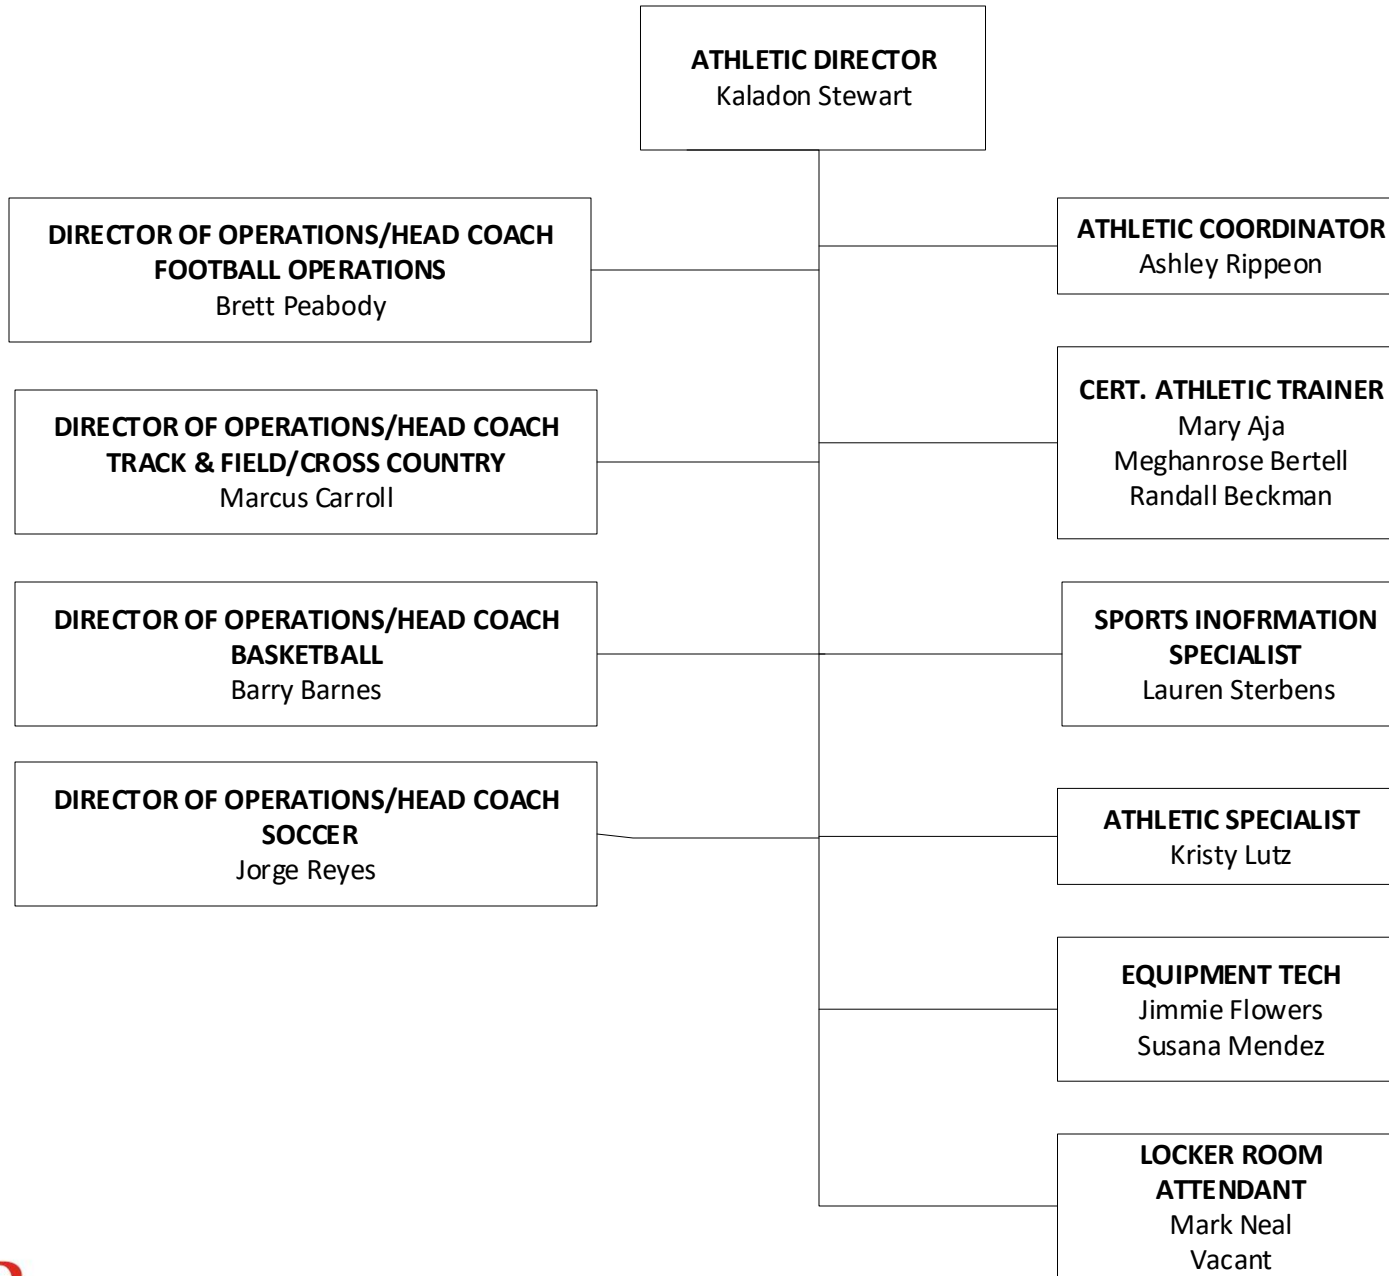 ATHLETIC DIRECTOR
Kaladon Stewart
DIRECTOR OF OPERATIONS/HEAD COACH
FOOTBALL OPERATIONS
Brett Peabody
DIRECTOR OF OPERATIONS/HEAD COACH
TRACK & FIELD/CROSS COUNTRY
Marcus Carroll
DIRECTOR OF OPERATIONS/HEAD COACH
BASKETBALL
Barry Barnes
DIRECTOR OF OPERATIONS/HEAD COACH
SOCCER
Jorge Reyes
ATHLETIC COORDINATOR
Ashley Rippeon
CERT. ATHLETIC TRAINER
Mary Aja
Meghanrose Bertell
Randall Beckman
SPORTS INOFRMATION
SPECIALIST
Lauren Sterbens
ATHLETIC SPECIALIST
Kristy Lutz
EQUIPMENT TECH
Jimmie Flowers
Susana Mendez
LOCKER ROOM
ATTENDANT
Mark Neal
Vacant